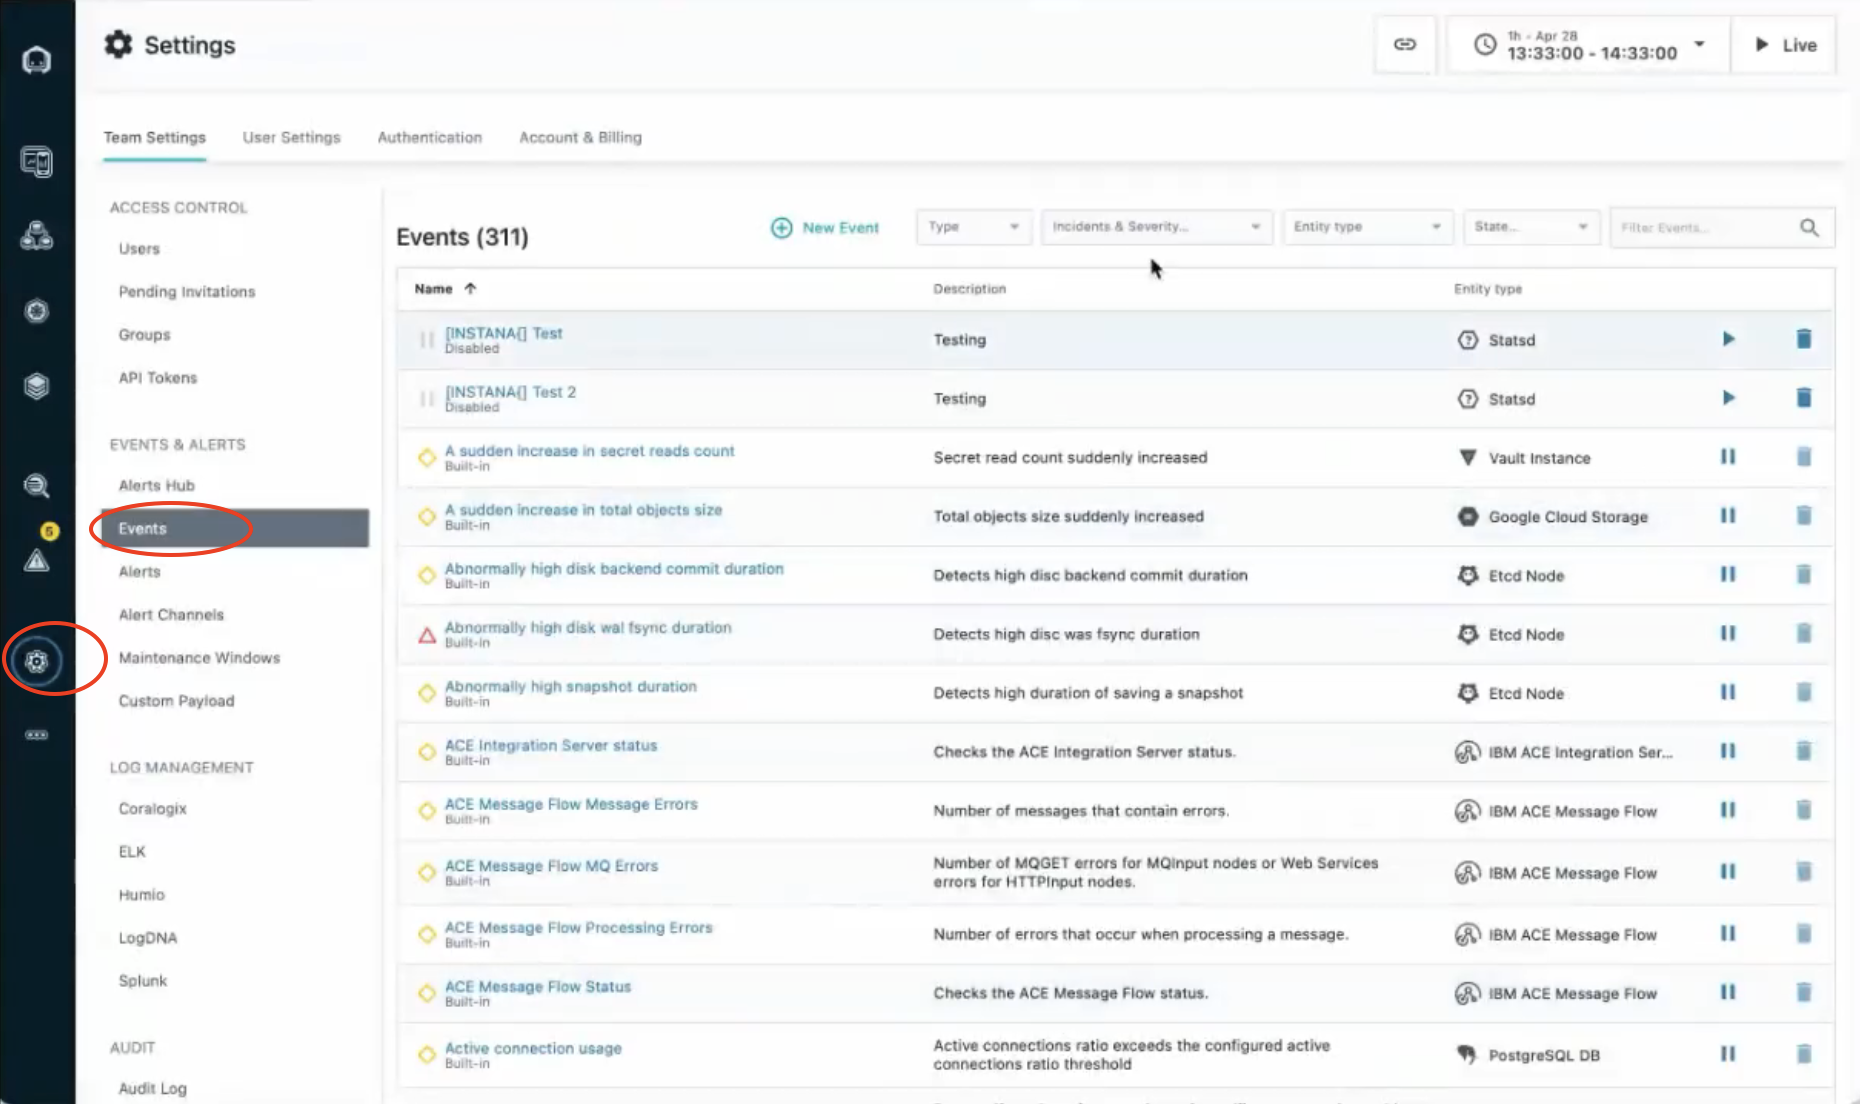 Settings
1h - Apr 28
13:33:00 - 14:33:00
Live
Team Settings
User Settings
Authentication
Account & Billing
ACCESS CONTROL
Users
Pending Invitations
Groups
API Tokens
EVENTS & ALERTS
Alerts Hub
5
Events
Alerts
Alert Channels
Maintenance Windows
Custom Payload
LOG MANAGEMENT
Coralogix
ELK
Humio
LogDNA
Splunk
AUDIT
Audit Log
Events (311)
New Event
Type
Incidents & Severity...
Entity type
State...
Filter Events...
Name
Description
Entity type
[INSTANA{] Test
Disabled
Testing
Statsd
[INSTANA{] Test 2
Disabled
Testing
Statsd
A sudden increase in secret reads count
Built-in
Secret read count suddenly increased
Vault Instance
A sudden increase in total objects size
Built-in
Total objects size suddenly increased
Google Cloud Storage
Abnormally high disk backend commit duration
Built-in
Detects high disc backend commit duration
Etcd Node
Abnormally high disk wal fsync duration
Built-in
Detects high disc was fsync duration
Etcd Node
Abnormally high snapshot duration
Built-in
Detects high duration of saving a snapshot
Etcd Node
ACE Integration Server status
Built-in
Checks the ACE Integration Server status.
IBM ACE Integration Ser...
ACE Message Flow Message Errors
Built-in
Number of messages that contain errors.
IBM ACE Message Flow
ACE Message Flow MQ Errors
Built-in
Number of MQGET errors for MQInput nodes or Web Services
errors for HTTPInput nodes.
IBM ACE Message Flow
ACE Message Flow Processing Errors
Built-in
Number of errors that occur when processing a message.
IBM ACE Message Flow
ACE Message Flow Status
Built-in
Checks the ACE Message Flow status.
IBM ACE Message Flow
Active connection usage
Built-in
Active connections ratio exceeds the configured active
connections ratio threshold
PostgreSQL DB